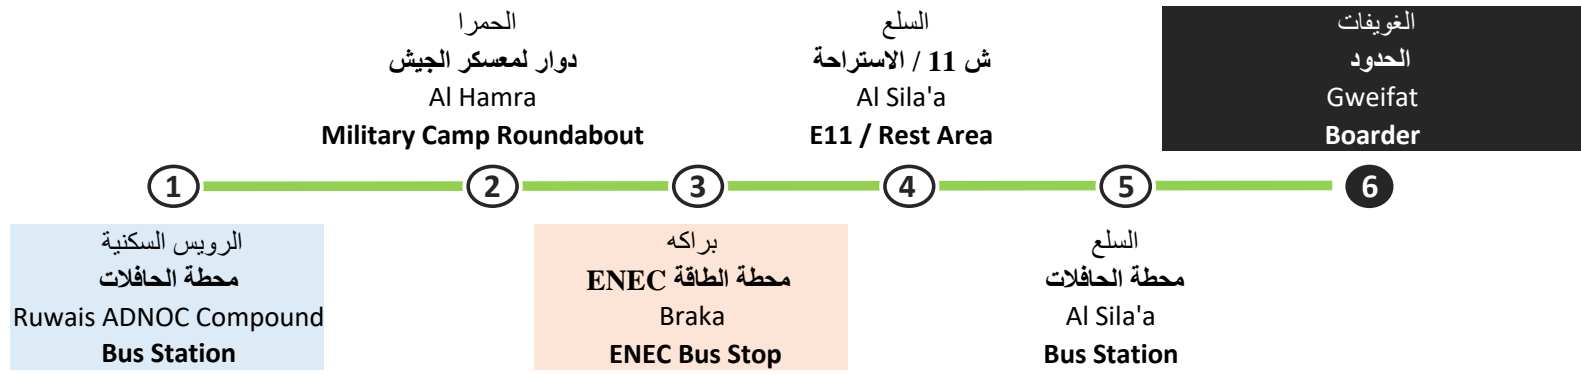 الحمرا
دوار لمعسكر الجيش
Al Hamra
Military Camp Roundabout
السلع
ش 11 / الاستراحة
Al Sila'a
E11 / Rest Area
الغويفات
الحدود
Gweifat
Boarder
1
2
3
4
5
6
الرويس السكنية
محطة الحافلات
Ruwais ADNOC Compound
Bus Station
براكه
محطة الطاقة ENEC
Braka
ENEC Bus Stop
السلع
محطة الحافلات
Al Sila'a
Bus Station